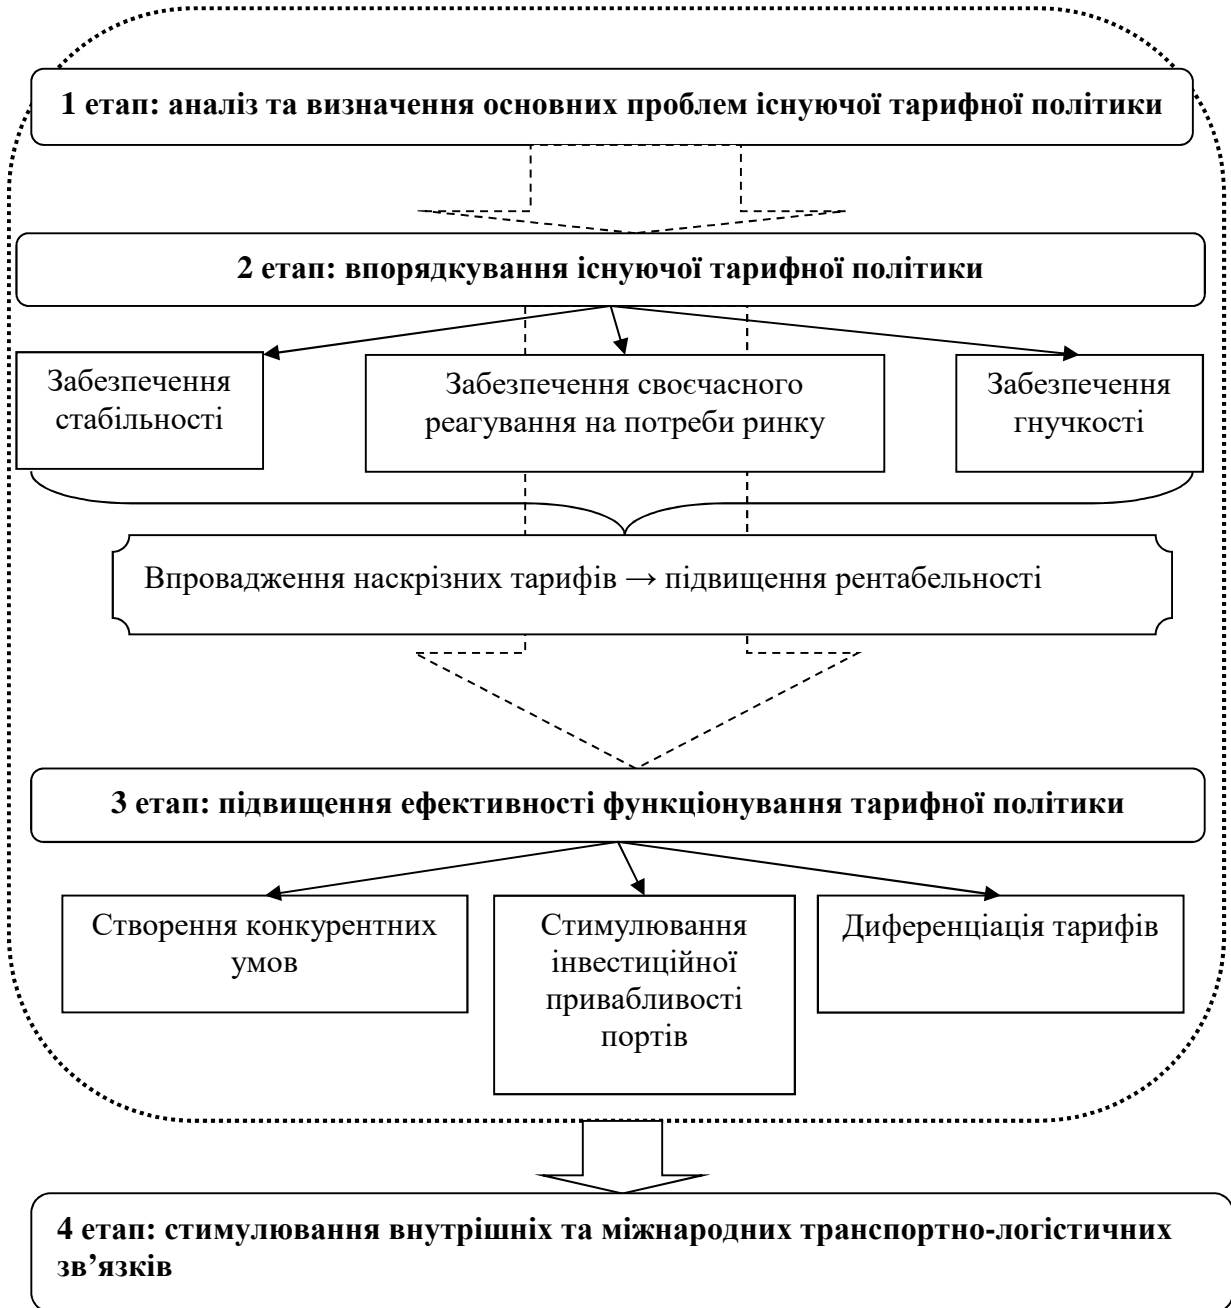 1 етап: аналіз та визначення основних проблем існуючої тарифної політики
2 етап: впорядкування існуючої тарифної політики
Забезпечення
стабільності
Забезпечення своєчасного
реагування на потреби ринку
Забезпечення
гнучкості
Впровадження наскрізних тарифів → підвищення рентабельності
3 етап: підвищення ефективності функціонування тарифної політики
Створення конкурентних
умов
Стимулювання
інвестиційної
привабливості
портів
Диференціація тарифів
4 етап: стимулювання внутрішніх та міжнародних транспортно-логістичних
зв’язків